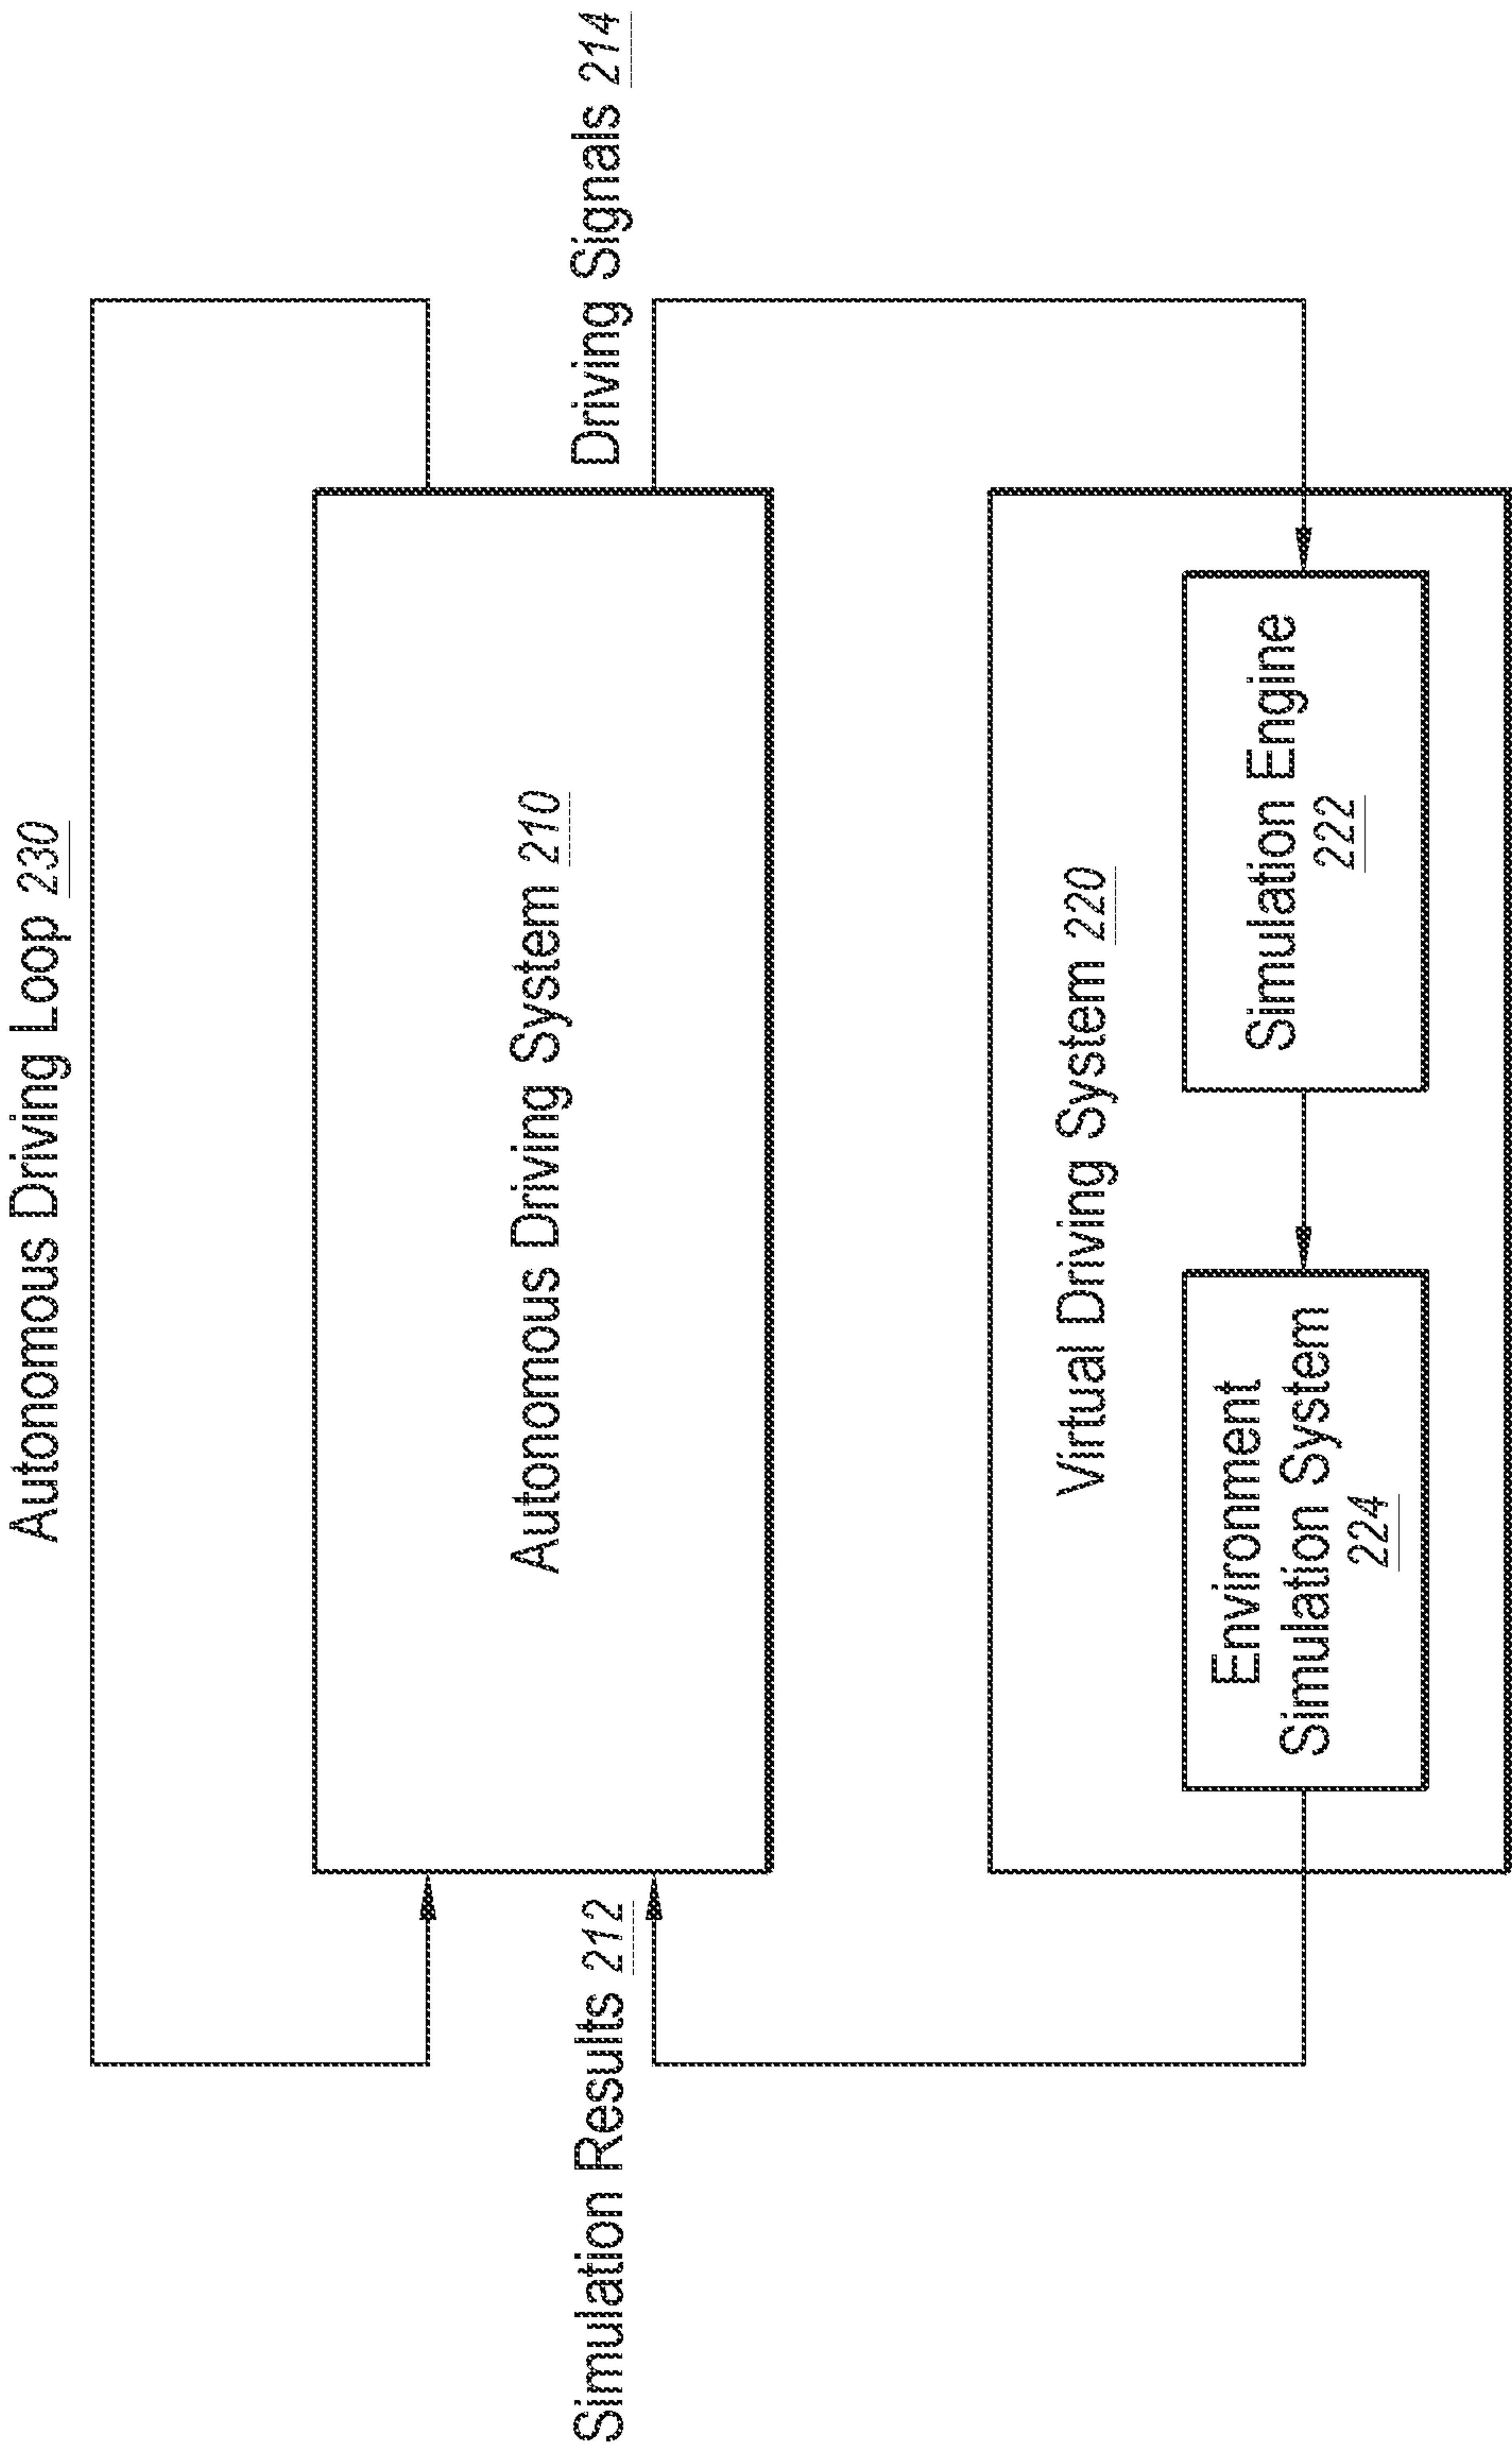 Autonomous Driving Loop 230
Autonomous Driving System 210
Simulation Results 212
Driving Signals 214
Virtual Driving System 220
Environment
Simulation System
224
Simulation Engine
222